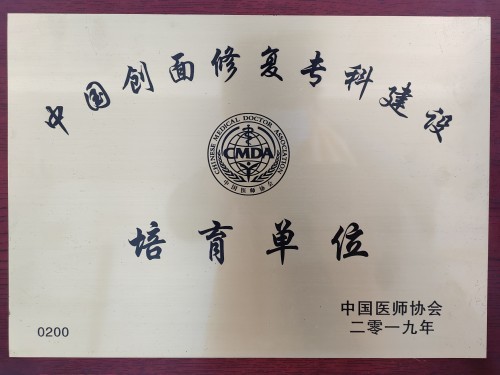 中国创面修复专科建设
CHINESE MEDICAL DOCTOR ASSOCIATION
CMDA
中国医师协会
培育单位
中国医师协会
二零一九年
0200